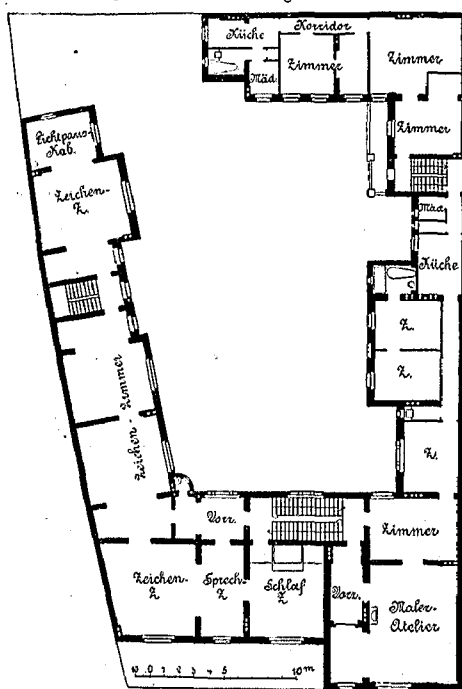 Küche
Korridor
Zimmer
Zimmer
Mäd.
Zimmer
Lichtpaus-
Kab.
Zeichen-
Z.
Mäd.
Küche
Z.
Z.
Zeichen-Zimmer
Z.
Vorr.
Zimmer
Zeichen-
Z
Sprech-
Z
Schlaf
Z
Vorr.
Maler-
Atelier
10 0 1 2 3 4 5 10 m